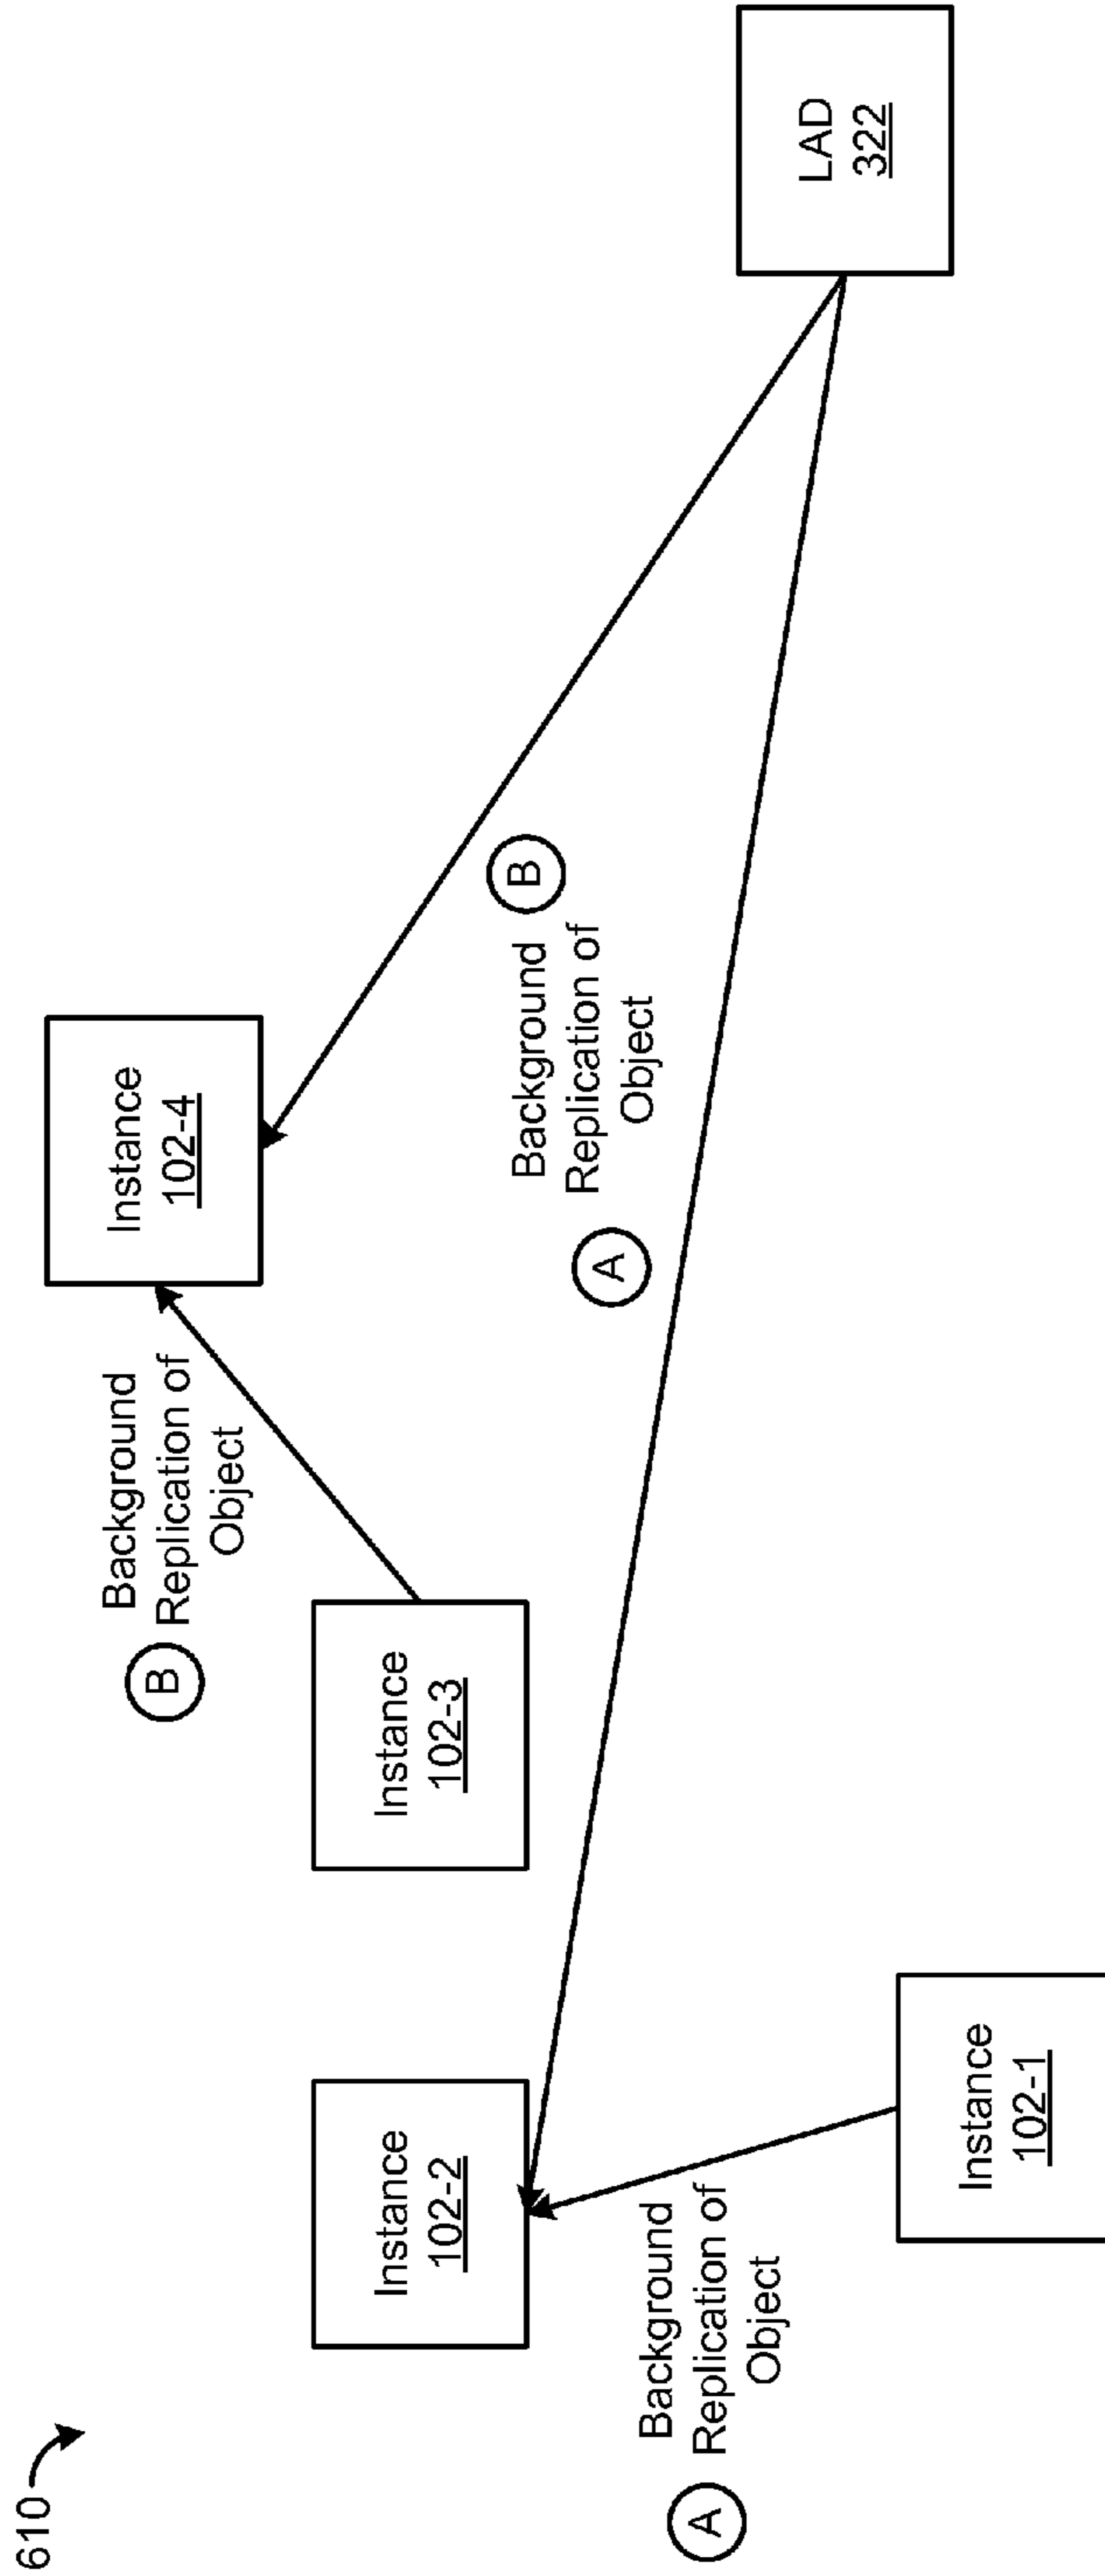 610
Instance
102-4
LAD
322
B
Background
Replication of
Object
Instance
102-3
Background
Replication of
Object
B
A
Instance
102-2
A
Background
Replication of
Object
Instance
102-1